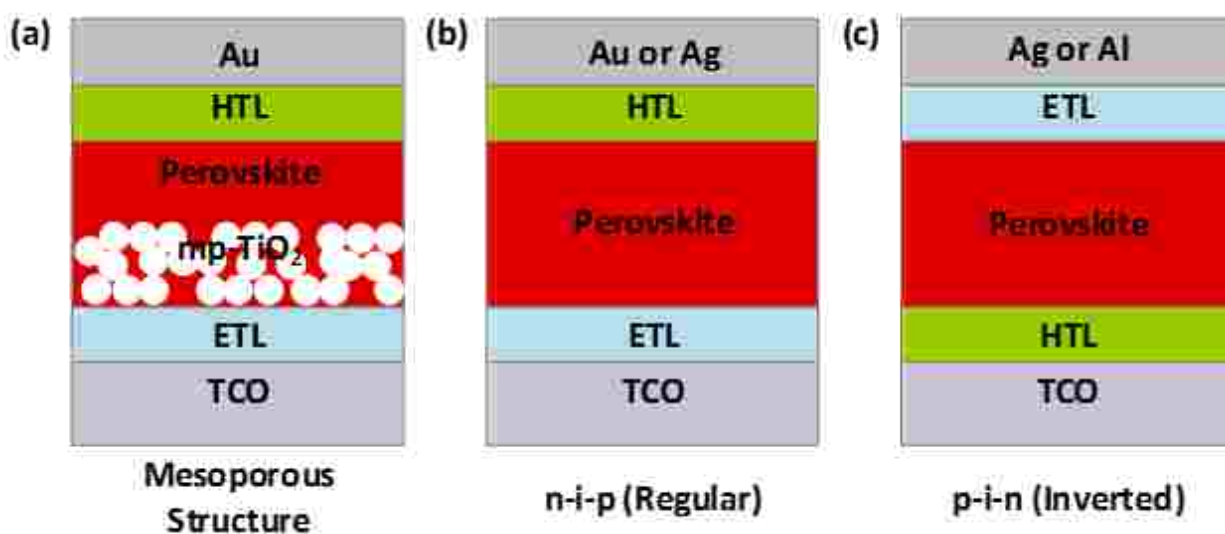 (a)
Au
HTL
Perovskite
mp-TiO₂
ETL
TCO
Mesoporous
Structure
(b)
Au or Ag
HTL
Perovskite
ETL
TCO
n-i-p (Regular)
(c)
Ag or Al
ETL
Perovskite
HTL
TCO
p-i-n (Inverted)